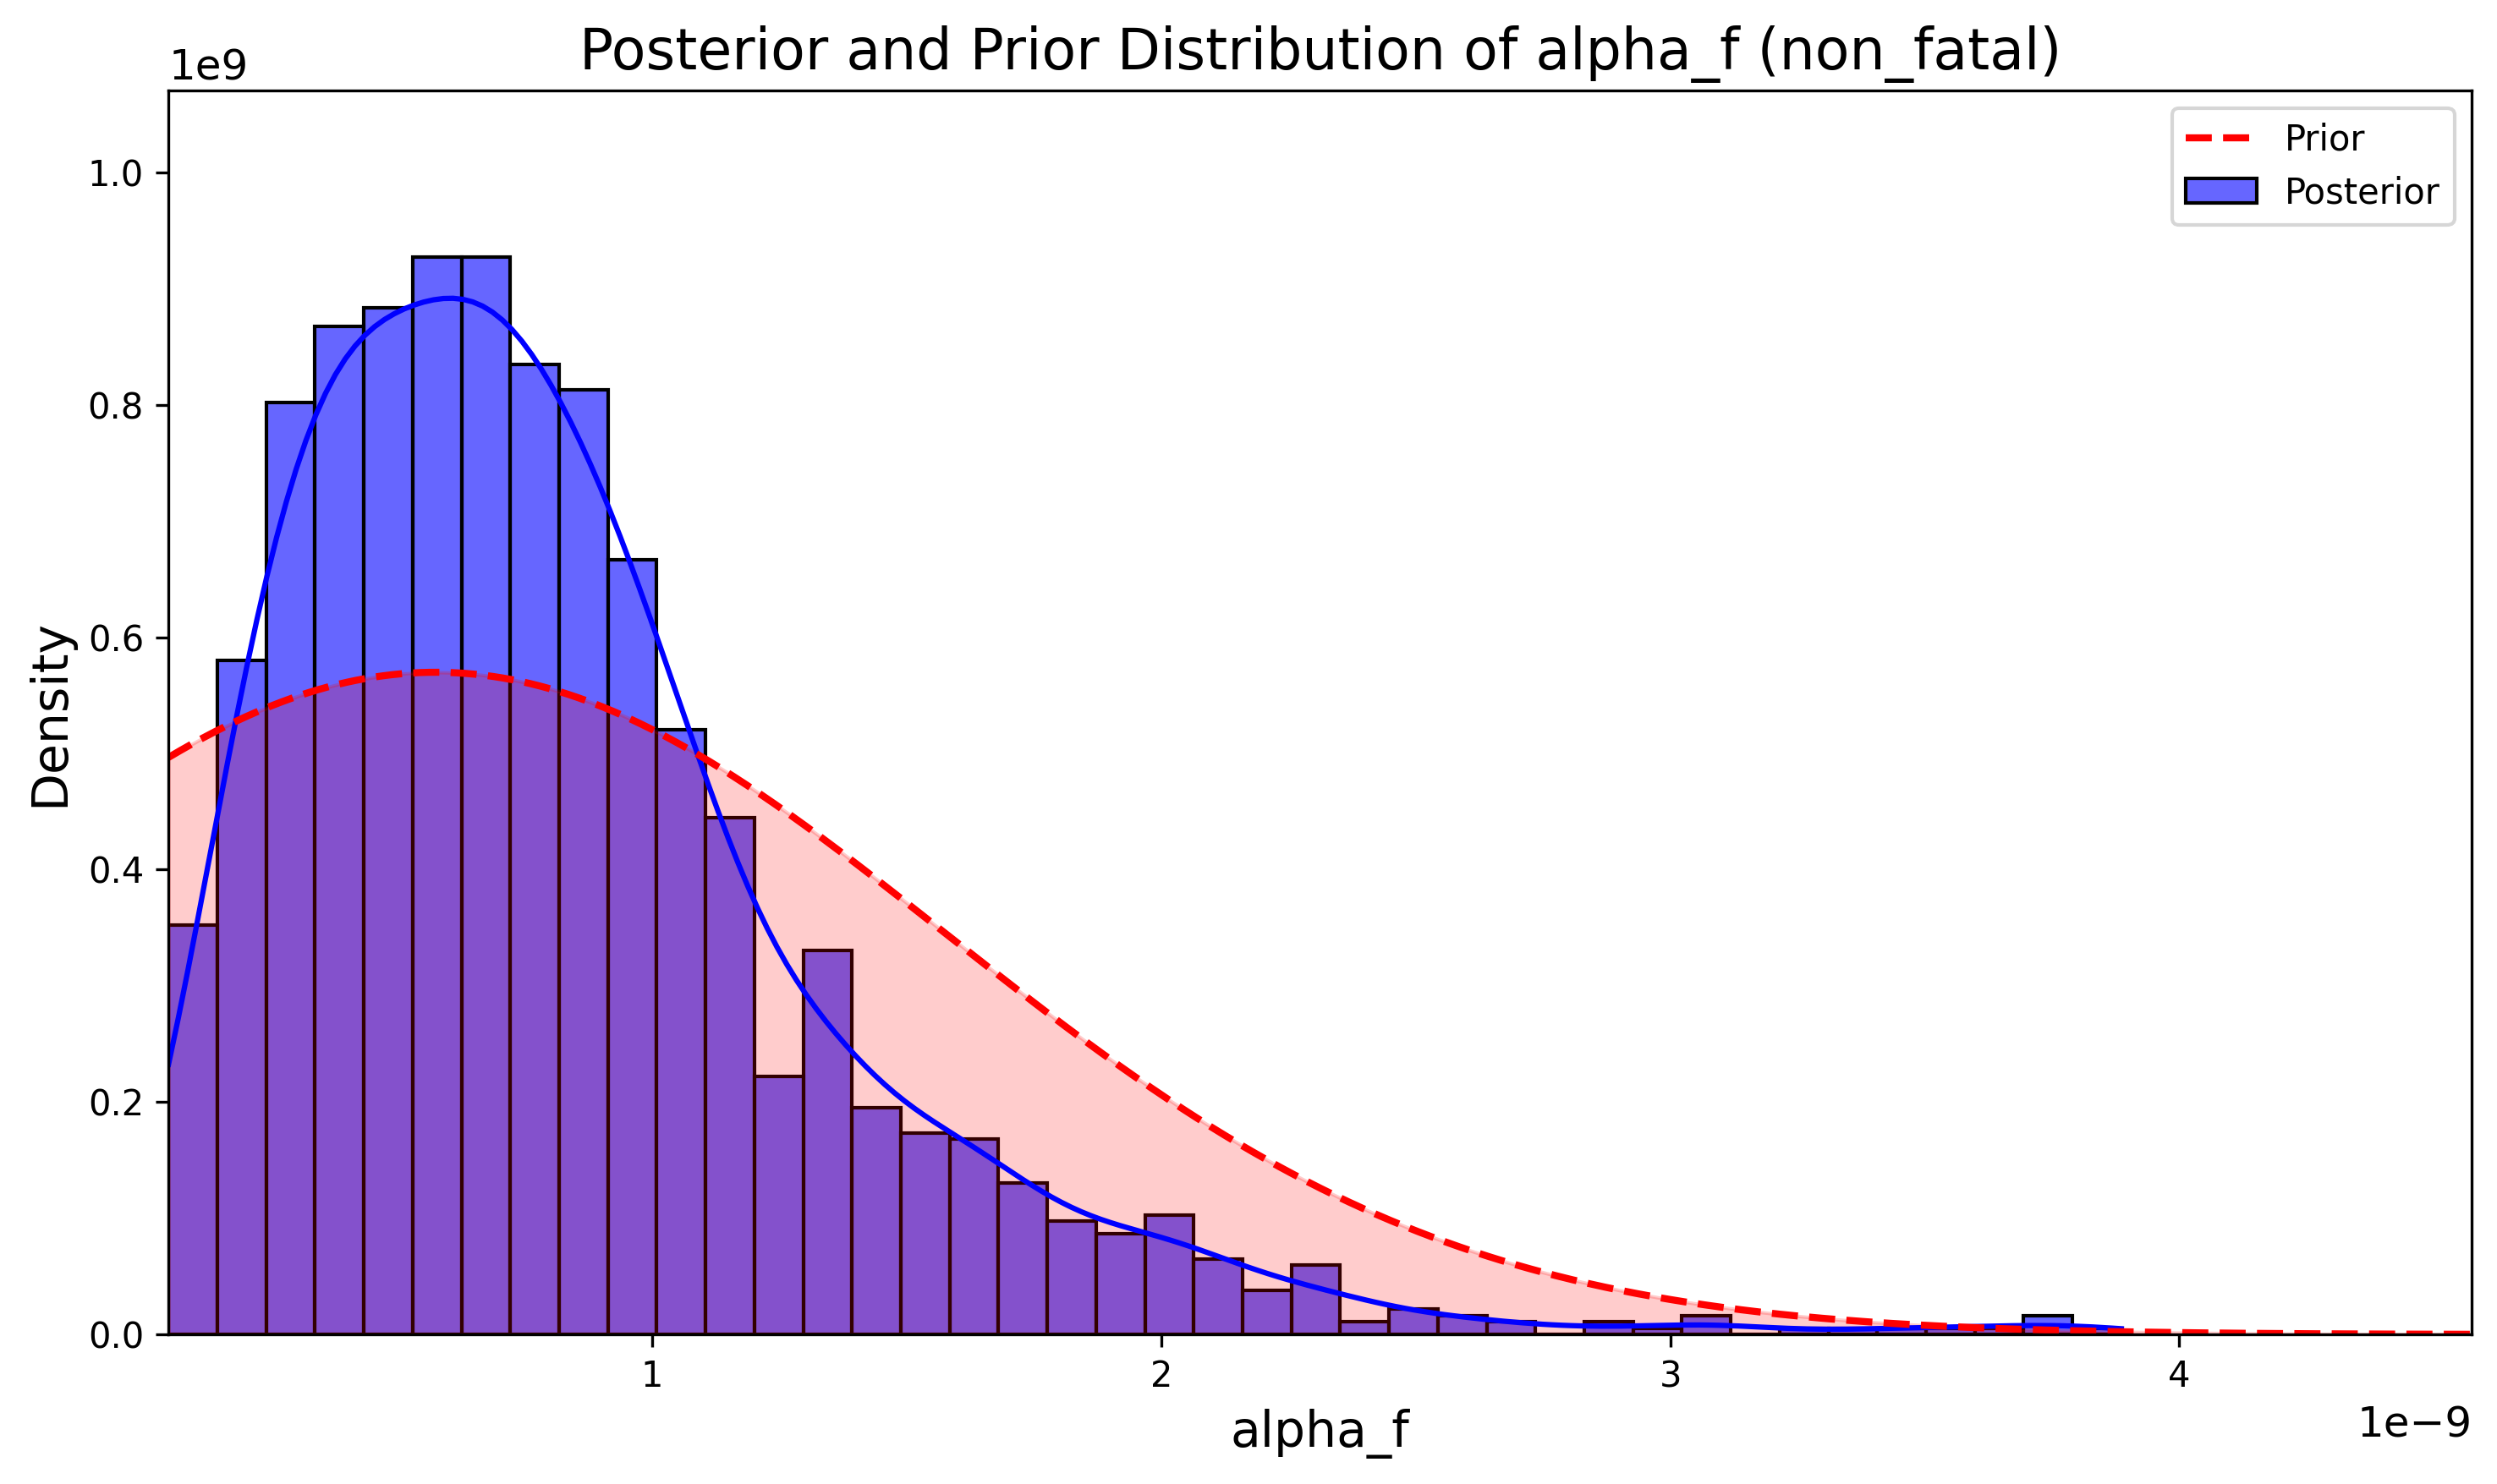 Posterior and Prior Distribution of alpha_f (non_fatal)
1e9
Prior
Posterior
1.0
0.8
0.6
0.4
0.2
0.0
Density
1
2
3
4
1e−9
alpha_f